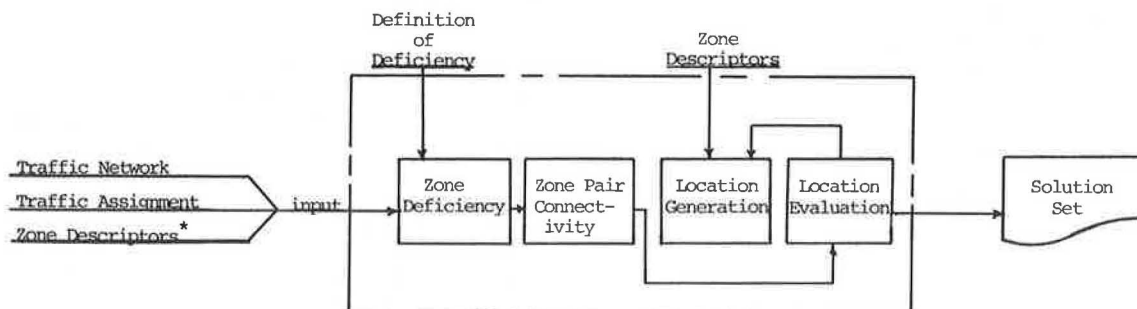 Definition
of
Deficiency
Zone
Descriptors
Traffic Network
Traffic Assignment
Zone Descriptors*
input
Zone
Deficiency
Zone Pair
Connect-
ivity
Location
Generation
Location
Evaluation
Solution
Set